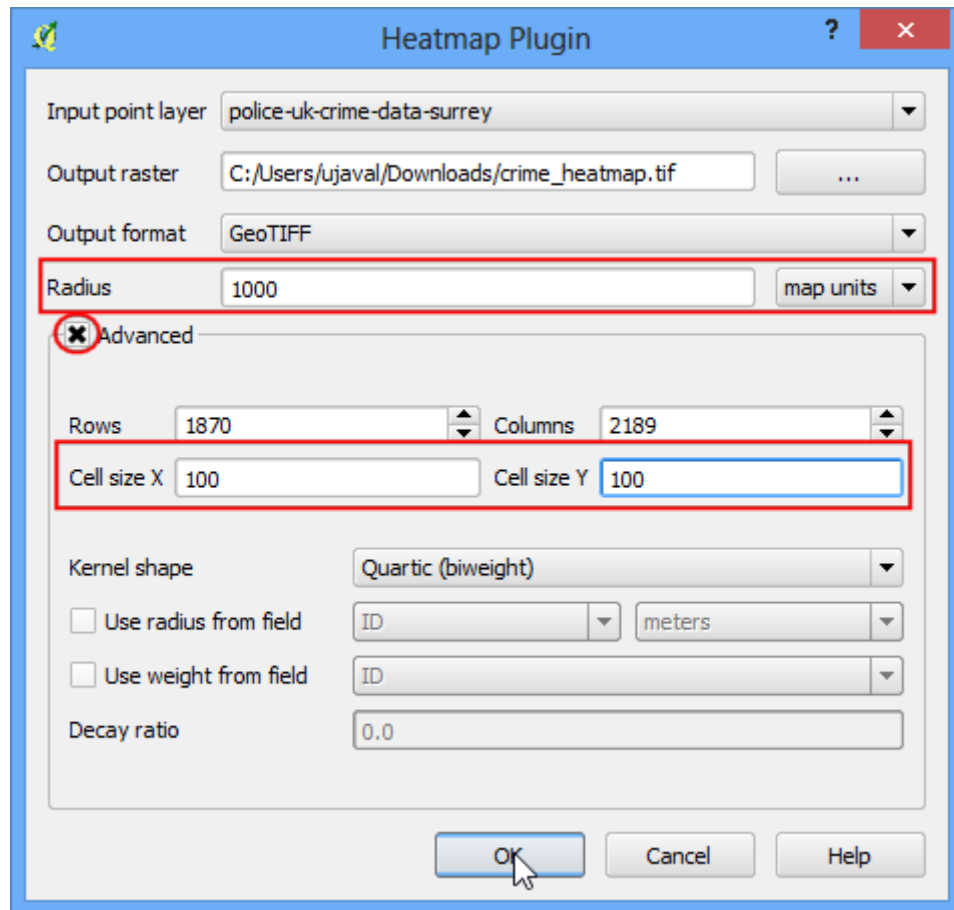 Heatmap Plugin
?
Input point layer police-uk-crime-data-surrey
Output raster C:/Users/ujaval/Downloads/crime_heatmap.tif ...
Output format GeoTIFF
Radius 1000 map units
Advanced
Rows 1870 Columns 2189
Cell size X 100 Cell size Y 100
Kernel shape Quartic (biweight)
Use radius from field ID meters
Use weight from field ID
Decay ratio 0.0
OK Cancel Help